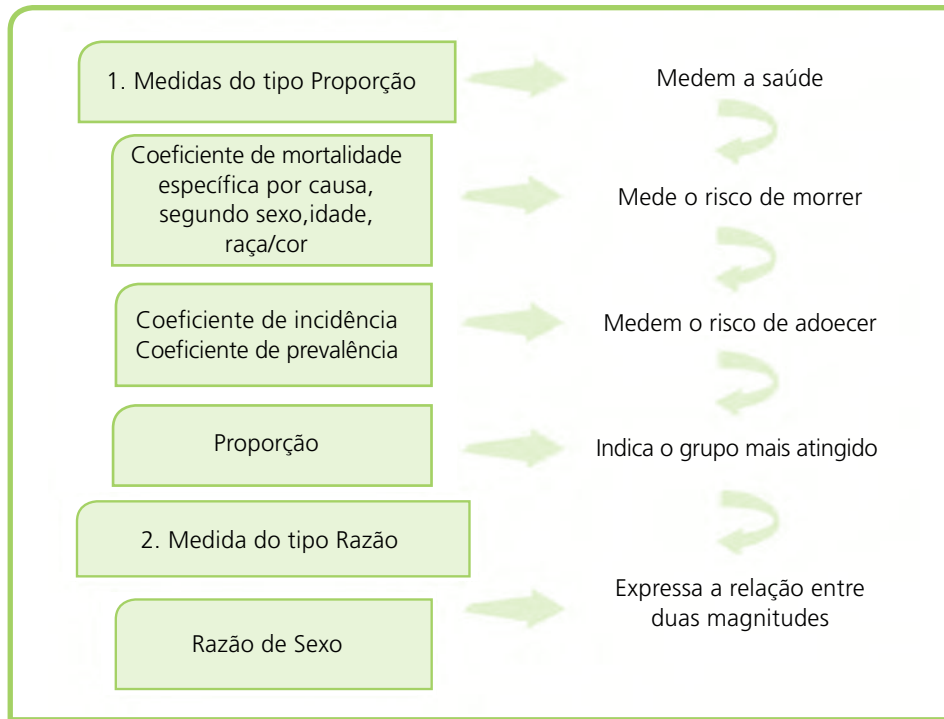 1. Medidas do tipo Proporção
Medem a saúde
Coeficiente de mortalidade
específica por causa,
segundo sexo,idade,
raça/cor
Mede o risco de morrer
Coeficiente de incidência
Coeficiente de prevalência
Medem o risco de adoecer
Proporção
Indica o grupo mais atingido
2. Medida do tipo Razão
Expressa a relação entre
duas magnitudes
Razão de Sexo